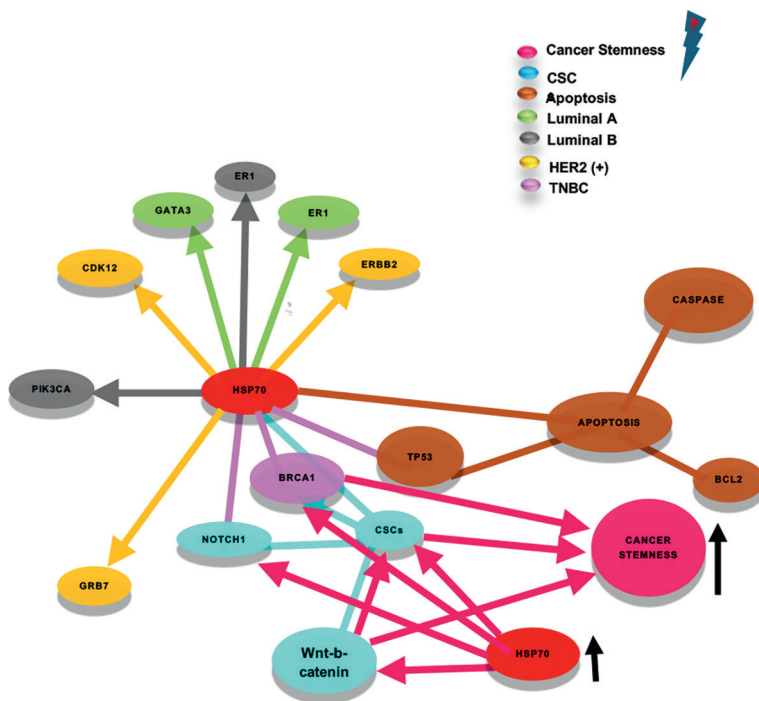 Cancer Stemness
CSC
Apoptosis
Luminal A
Luminal B
HER2 (+)
TNBC
ER1
GATA3
ER1
CDK12
ERBB2
CASPASE
PIK3CA
HSP70
APOPTOSIS
TP53
BRCA1
BCL2
CSCs
NOTCH1
CANCER
STEMNESS
GRB7
Wnt-b-
catenin
HSP70